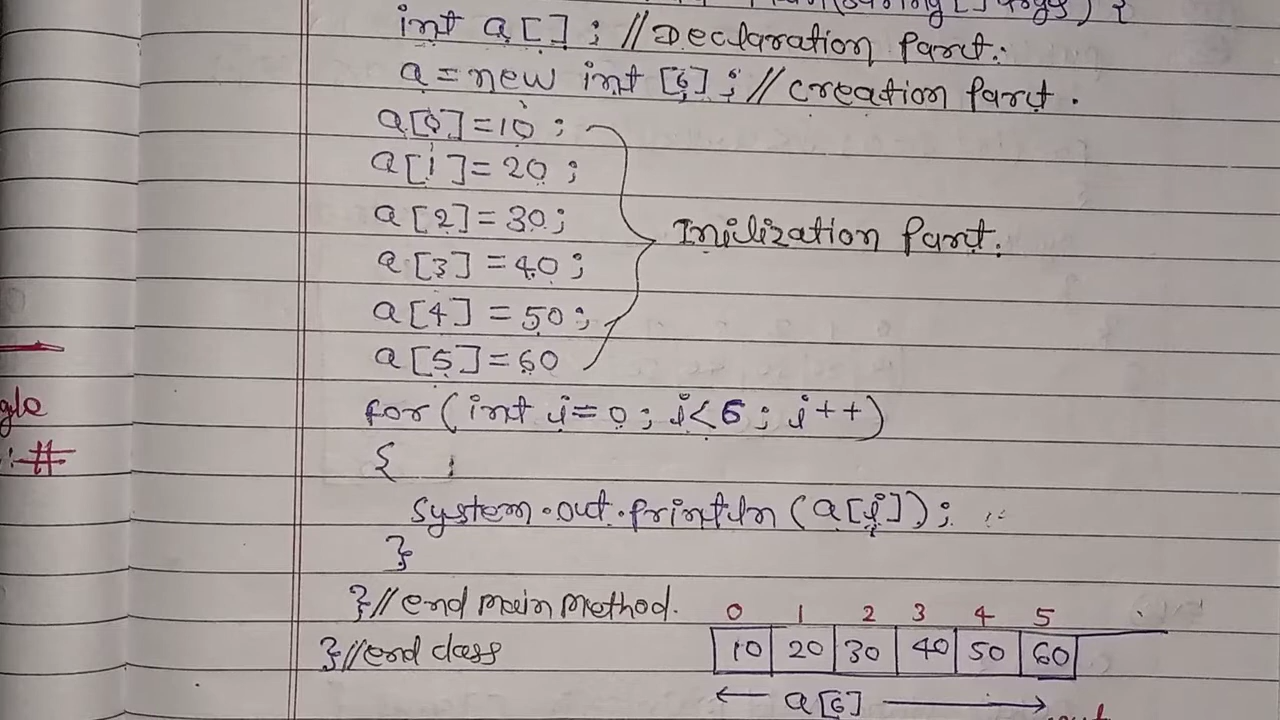 int a[]; //Declaration Part.
a=new int [6]; //creation Part.
a[0]=10;
a[1]=20;
a[2]=30;
Inilization Part.
a[3]=40;
a[4]=50;
a[5]=60
for(int i=0; i<6; i++)
{
System.out.println(a[i]);
}
}//end main method.
0 1 2 3 4 5
}//end class
10 20 30 40 50 60
a[6]